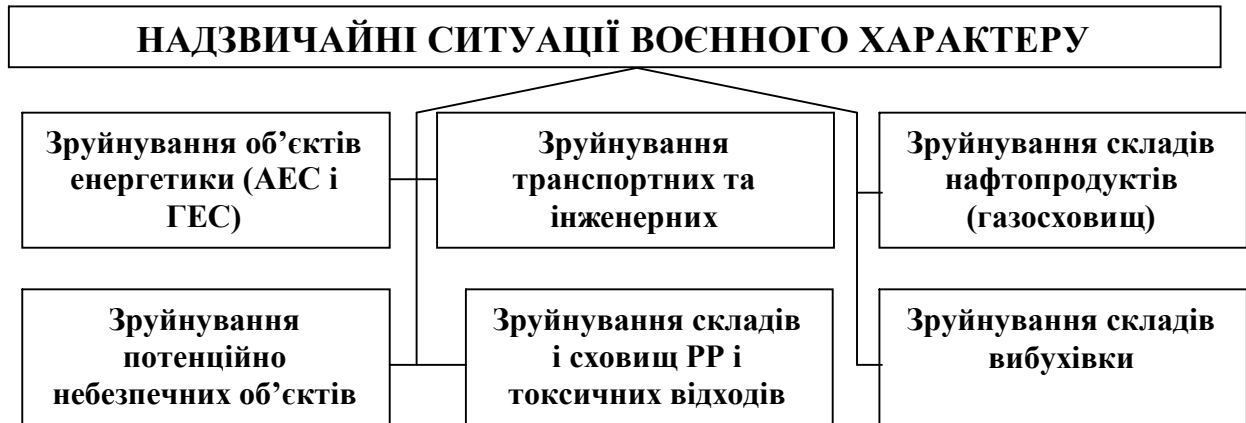 НАДЗВИЧАЙНІ СИТУАЦІЇ ВОЄННОГО ХАРАКТЕРУ
Зруйнування об’єктів
енергетики (АЕС і
ГЕС)
Зруйнування
транспортних та
інженерних
Зруйнування складів
нафтопродуктів
(газосховищ)
Зруйнування
потенційно
небезпечних об’єктів
Зруйнування складів
і сховищ РР і
токсичних відходів
Зруйнування складів
вибухівки